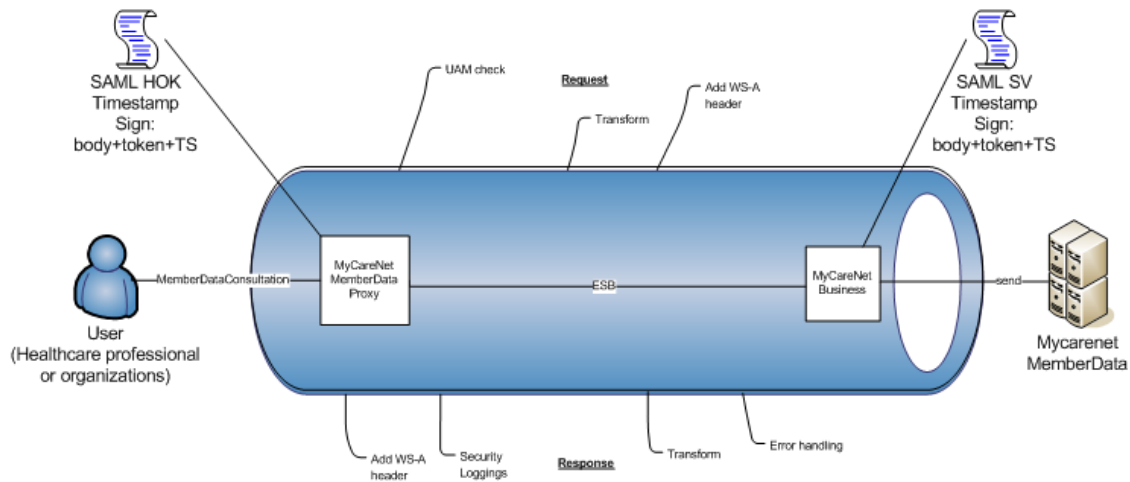 SAML HOK
Timestamp
Sign:
body+token+TS
UAM check
Request
Transform
Add WS-A
header
SAML SV
Timestamp
Sign:
body+token+TS
MemberDataConsultation
MyCareNet
MemberData
Proxy
ESB
MyCareNet
Business
send
User
(Healthcare professional
or organizations)
Mycarenet
MemberData
Add WS-A
header
Security
Loggings
Response
Transform
Error handling